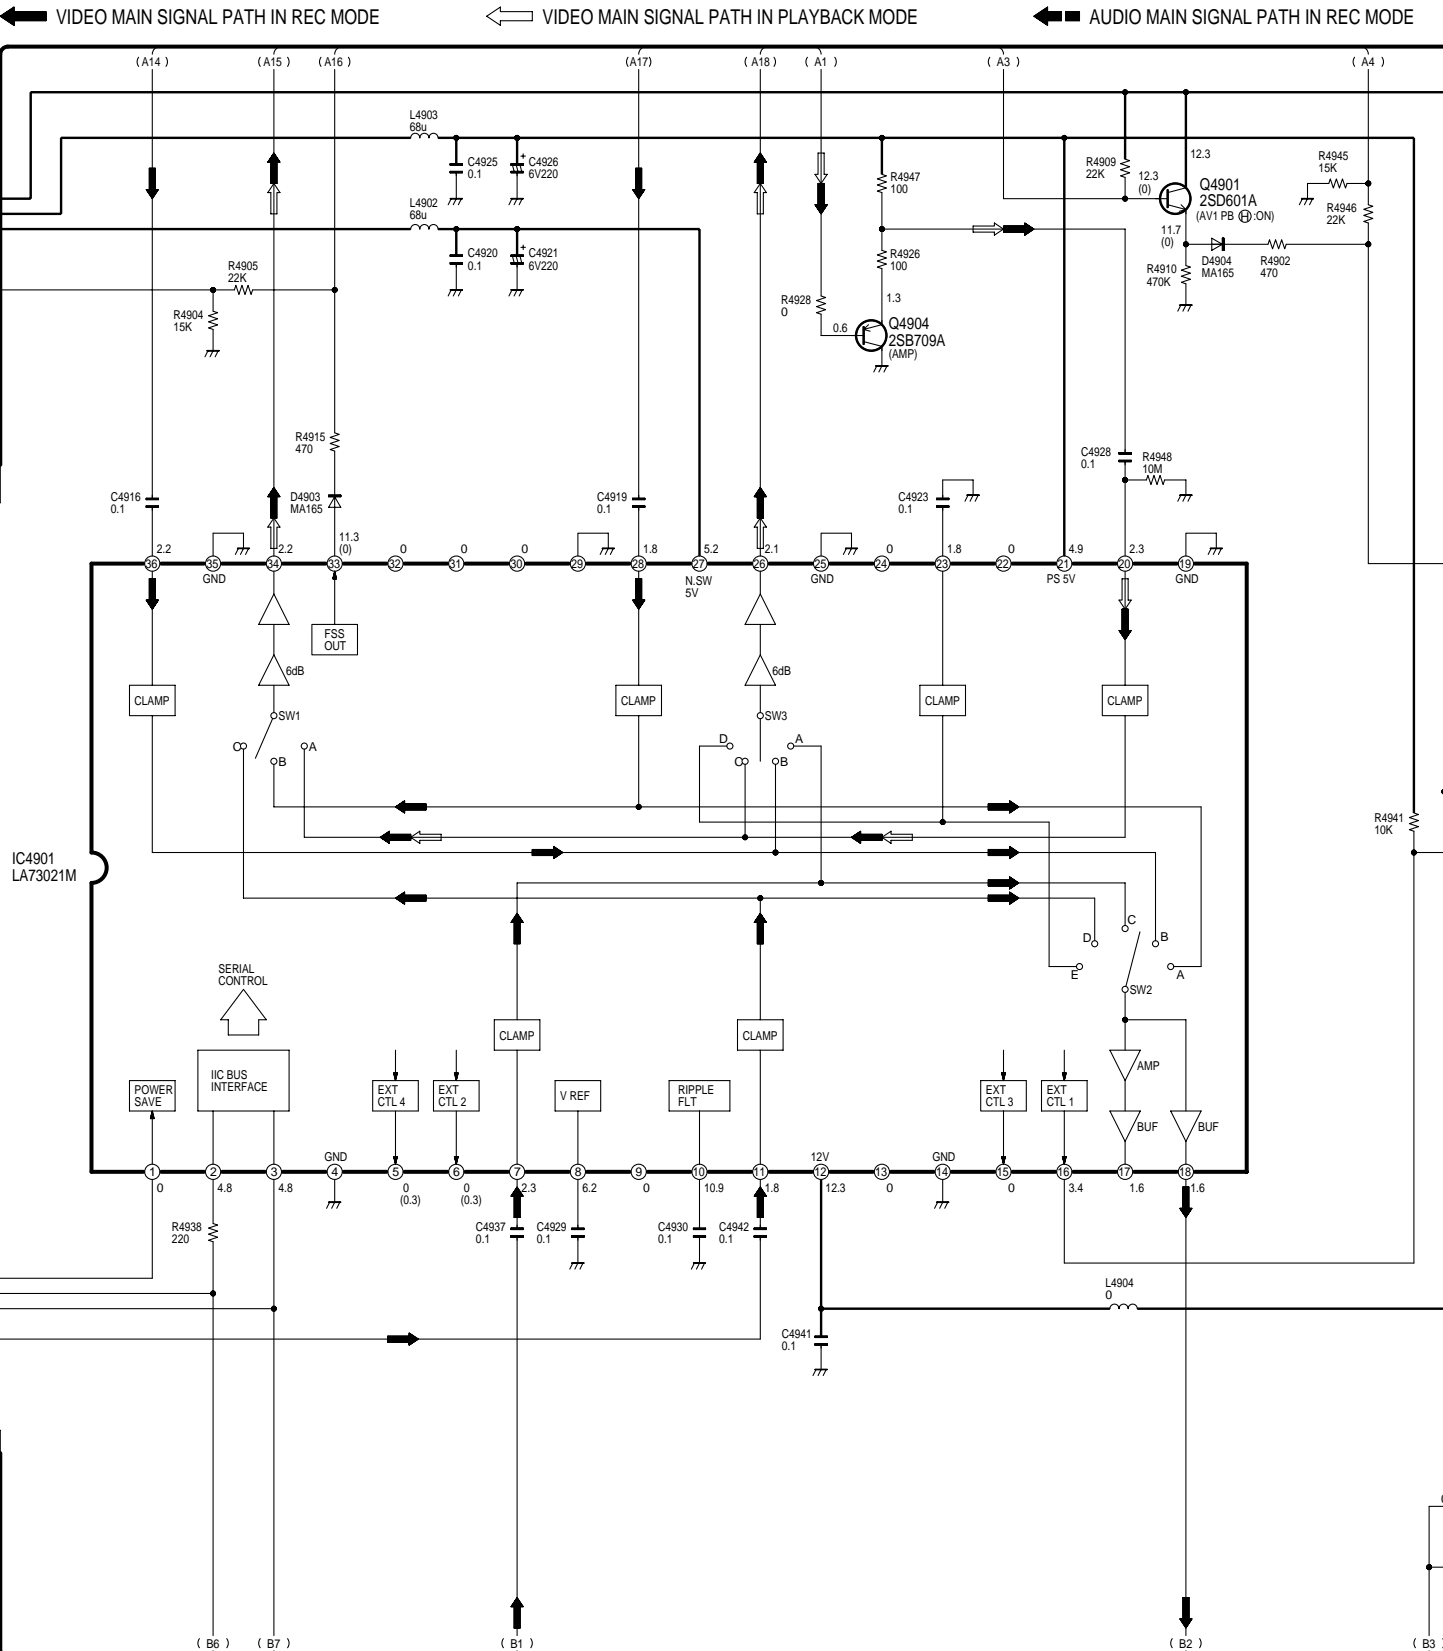 VIDEO MAIN SIGNAL PATH IN REC MODE
VIDEO MAIN SIGNAL PATH IN PLAYBACK MODE
AUDIO MAIN SIGNAL PATH IN REC MODE
(A14)
(A15)
(A16)
(A17)
(A18)
(A1)
(A3)
(A4)
L4903
68u
C4925
0.1
+
C4926
6V220
L4902
68u
C4920
0.1
+
C4921
6V220
R4947
100
R4926
100
R4909
22K
12.3
12.3
(0)
Q4901
2SD601A
(AV1 PB H:ON)
11.7
(0)
R4945
15K
R4946
22K
D4904
MA165
R4902
470
R4910
470K
R4905
22K
R4904
15K
R4928
0
1.3
0.6
Q4904
2SB709A
(AMP)
R4915
470
D4903
MA165
C4916
0.1
C4919
0.1
C4923
0.1
C4928
0.1
R4948
10M
2.2
2.2
11.3
(0)
0
0
0
1.8
5.2
2.1
0
1.8
0
4.9
2.3
36
35
34
33
32
31
30
29
28
27
26
25
24
23
22
21
20
19
GND
N.SW
5V
GND
PS 5V
GND
FSS
OUT
6dB
6dB
CLAMP
CLAMP
CLAMP
CLAMP
SW1
C
B
A
SW3
D
C
B
A
R4941
10K
IC4901
LA73021M
C
D
B
E
A
SW2
SERIAL
CONTROL
CLAMP
CLAMP
POWER
SAVE
IIC BUS
INTERFACE
EXT
CTL 4
EXT
CTL 2
V REF
RIPPLE
FLT
EXT
CTL 3
EXT
CTL 1
AMP
BUF
BUF
GND
12V
GND
1
2
3
4
5
6
7
8
9
10
11
12
13
14
15
16
17
18
0
4.8
4.8
0
(0.3)
0
(0.3)
2.3
6.2
0
10.9
1.8
12.3
0
0
3.4
1.6
1.6
R4938
220
C4937
0.1
C4929
0.1
C4930
0.1
C4942
0.1
L4904
0
C4941
0.1
(B6)
(B7)
(B1)
(B2)
(B3)